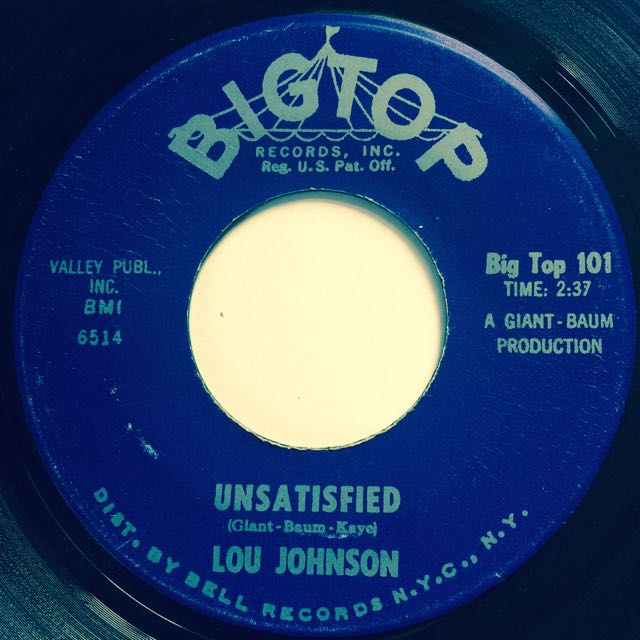 BIGTOP
RECORDS, INC.
Reg. U.S. Pat. Off.
VALLEY PUBL.,
INC.
BMI
6514
Big Top 101
TIME: 2:37
A GIANT-BAUM
PRODUCTION
UNSATISFIED
(Giant-Baum-Kaye)
LOU JOHNSON
DIST. BY BELL RECORDS N.Y.C., N.Y.